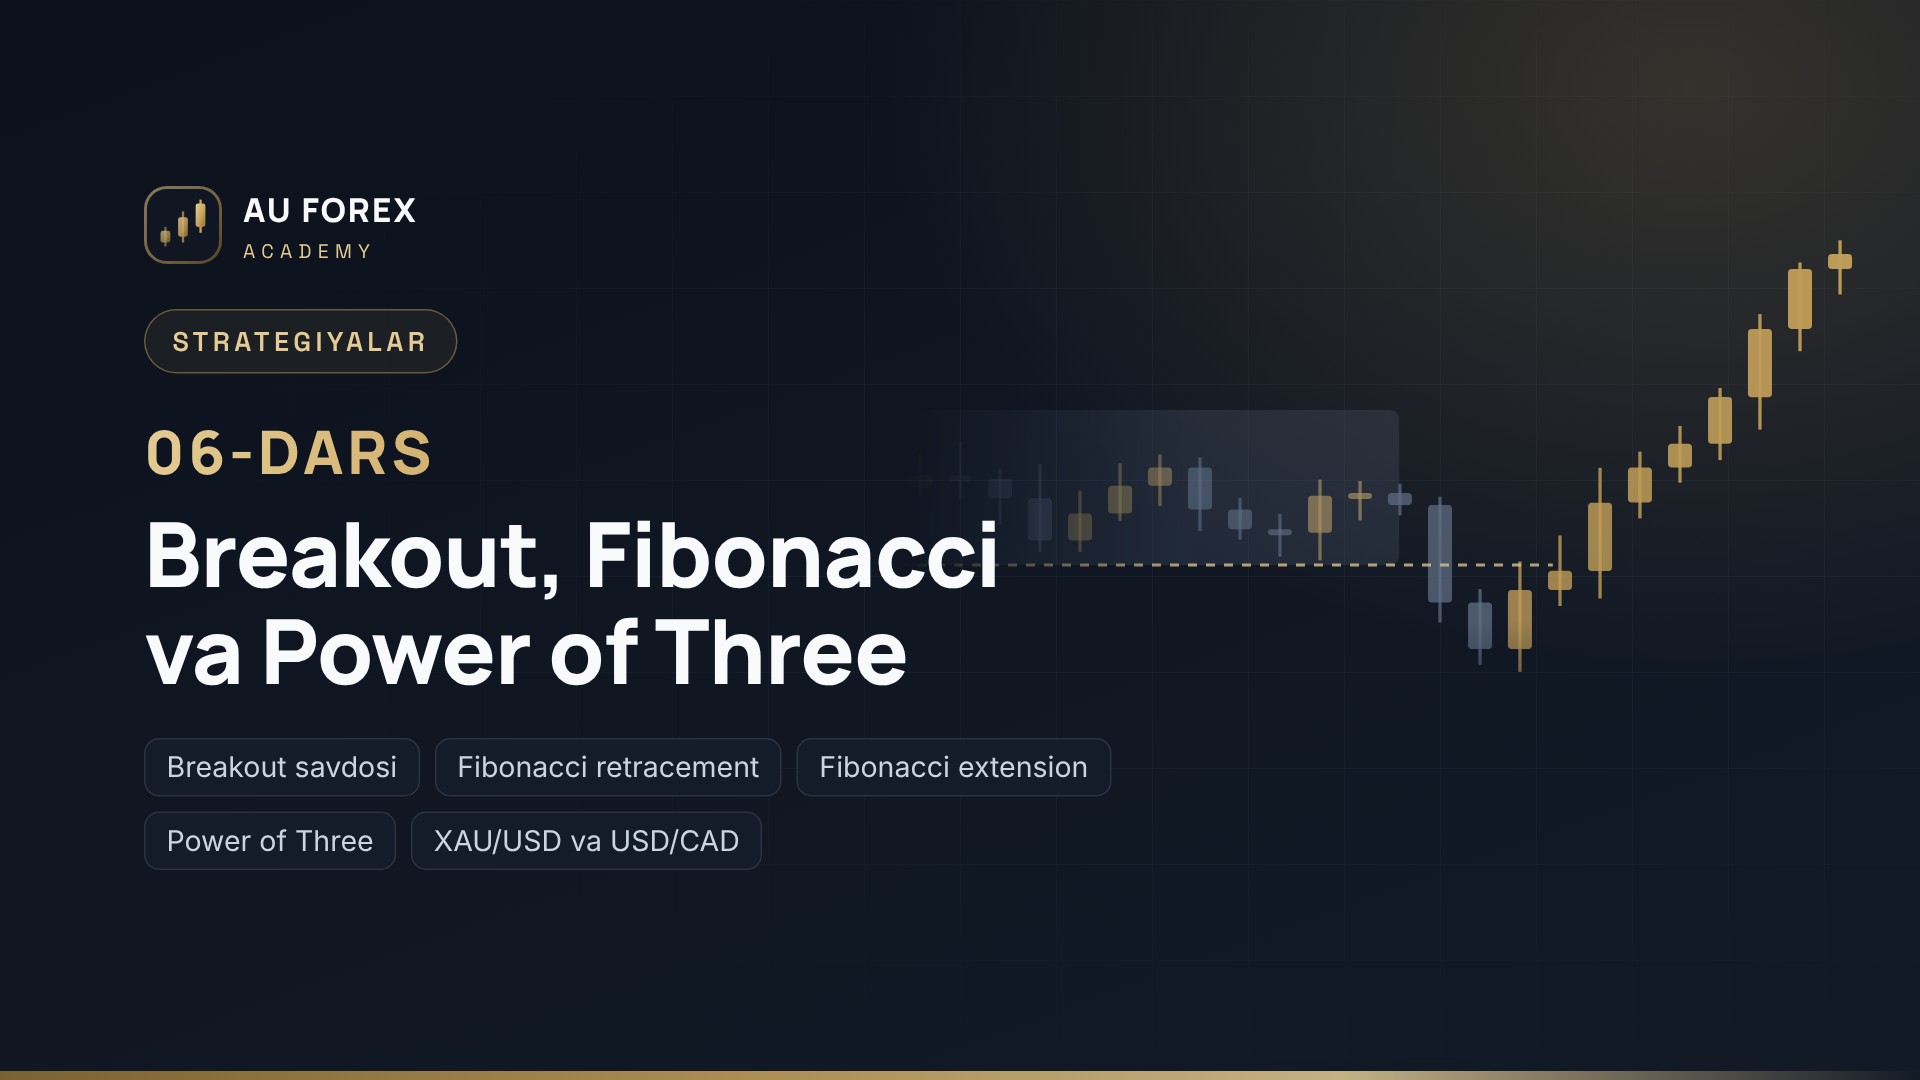 AU FOREX
ACADEMY
STRATEGIYALAR
06-DARS
Breakout, Fibonacci
va Power of Three
Breakout savdosi
Fibonacci retracement
Fibonacci extension
Power of Three
XAU/USD va USD/CAD